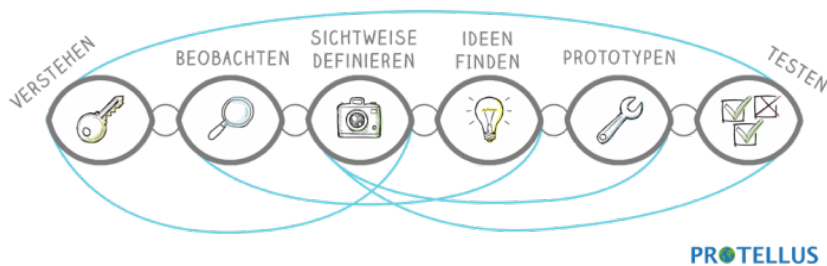 VERSTEHEN
BEOBACHTEN
SICHTWEISE
DEFINIEREN
IDEEN
FINDEN
PROTOTYPEN
TESTEN
PROTELLUS